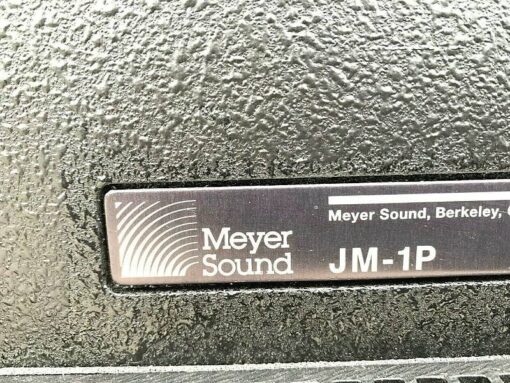 Meyer
Sound
Meyer Sound, Berkeley,
JM-1P